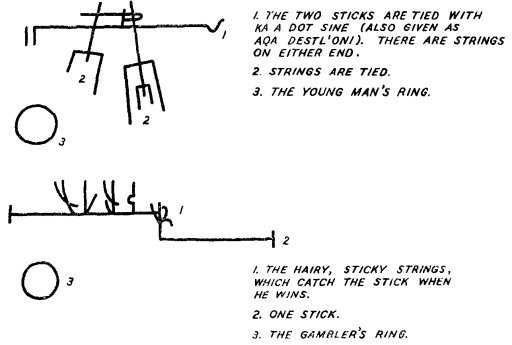 1. THE TWO STICKS ARE TIED WITH
KA A DOT SINE (ALSO GIVEN AS
AQA DESTL'ONI). THERE ARE STRINGS
ON EITHER END.
2. STRINGS ARE TIED.
3. THE YOUNG MAN'S RING.
1
2
2
3
1
2
3
1. THE HAIRY, STICKY STRINGS,
WHICH CATCH THE STICK WHEN
HE WINS.
2. ONE STICK.
3. THE GAMBLER'S RING.